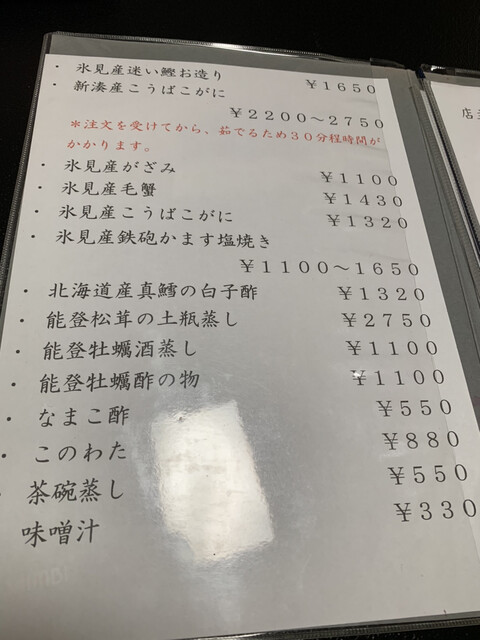 ・氷見産迷い鰹お造り ￥1650
・新湊産こうばこがに
￥2200～2750
＊注文を受けてから、茹でるため30分程時間が
かかります。
・氷見産がざみ ￥1100
・氷見産毛蟹 ￥1430
・氷見産こうばこがに ￥1320
・氷見産鉄砲かます塩焼き
￥1100～1650
・北海道産真鱈の白子酢 ￥1320
・能登松茸の土瓶蒸し ￥2750
・能登牡蠣酒蒸し ￥1100
・能登牡蠣酢の物 ￥1100
・なまこ酢 ￥550
・このわた ￥880
・茶碗蒸し ￥550
味噌汁 ￥330
店